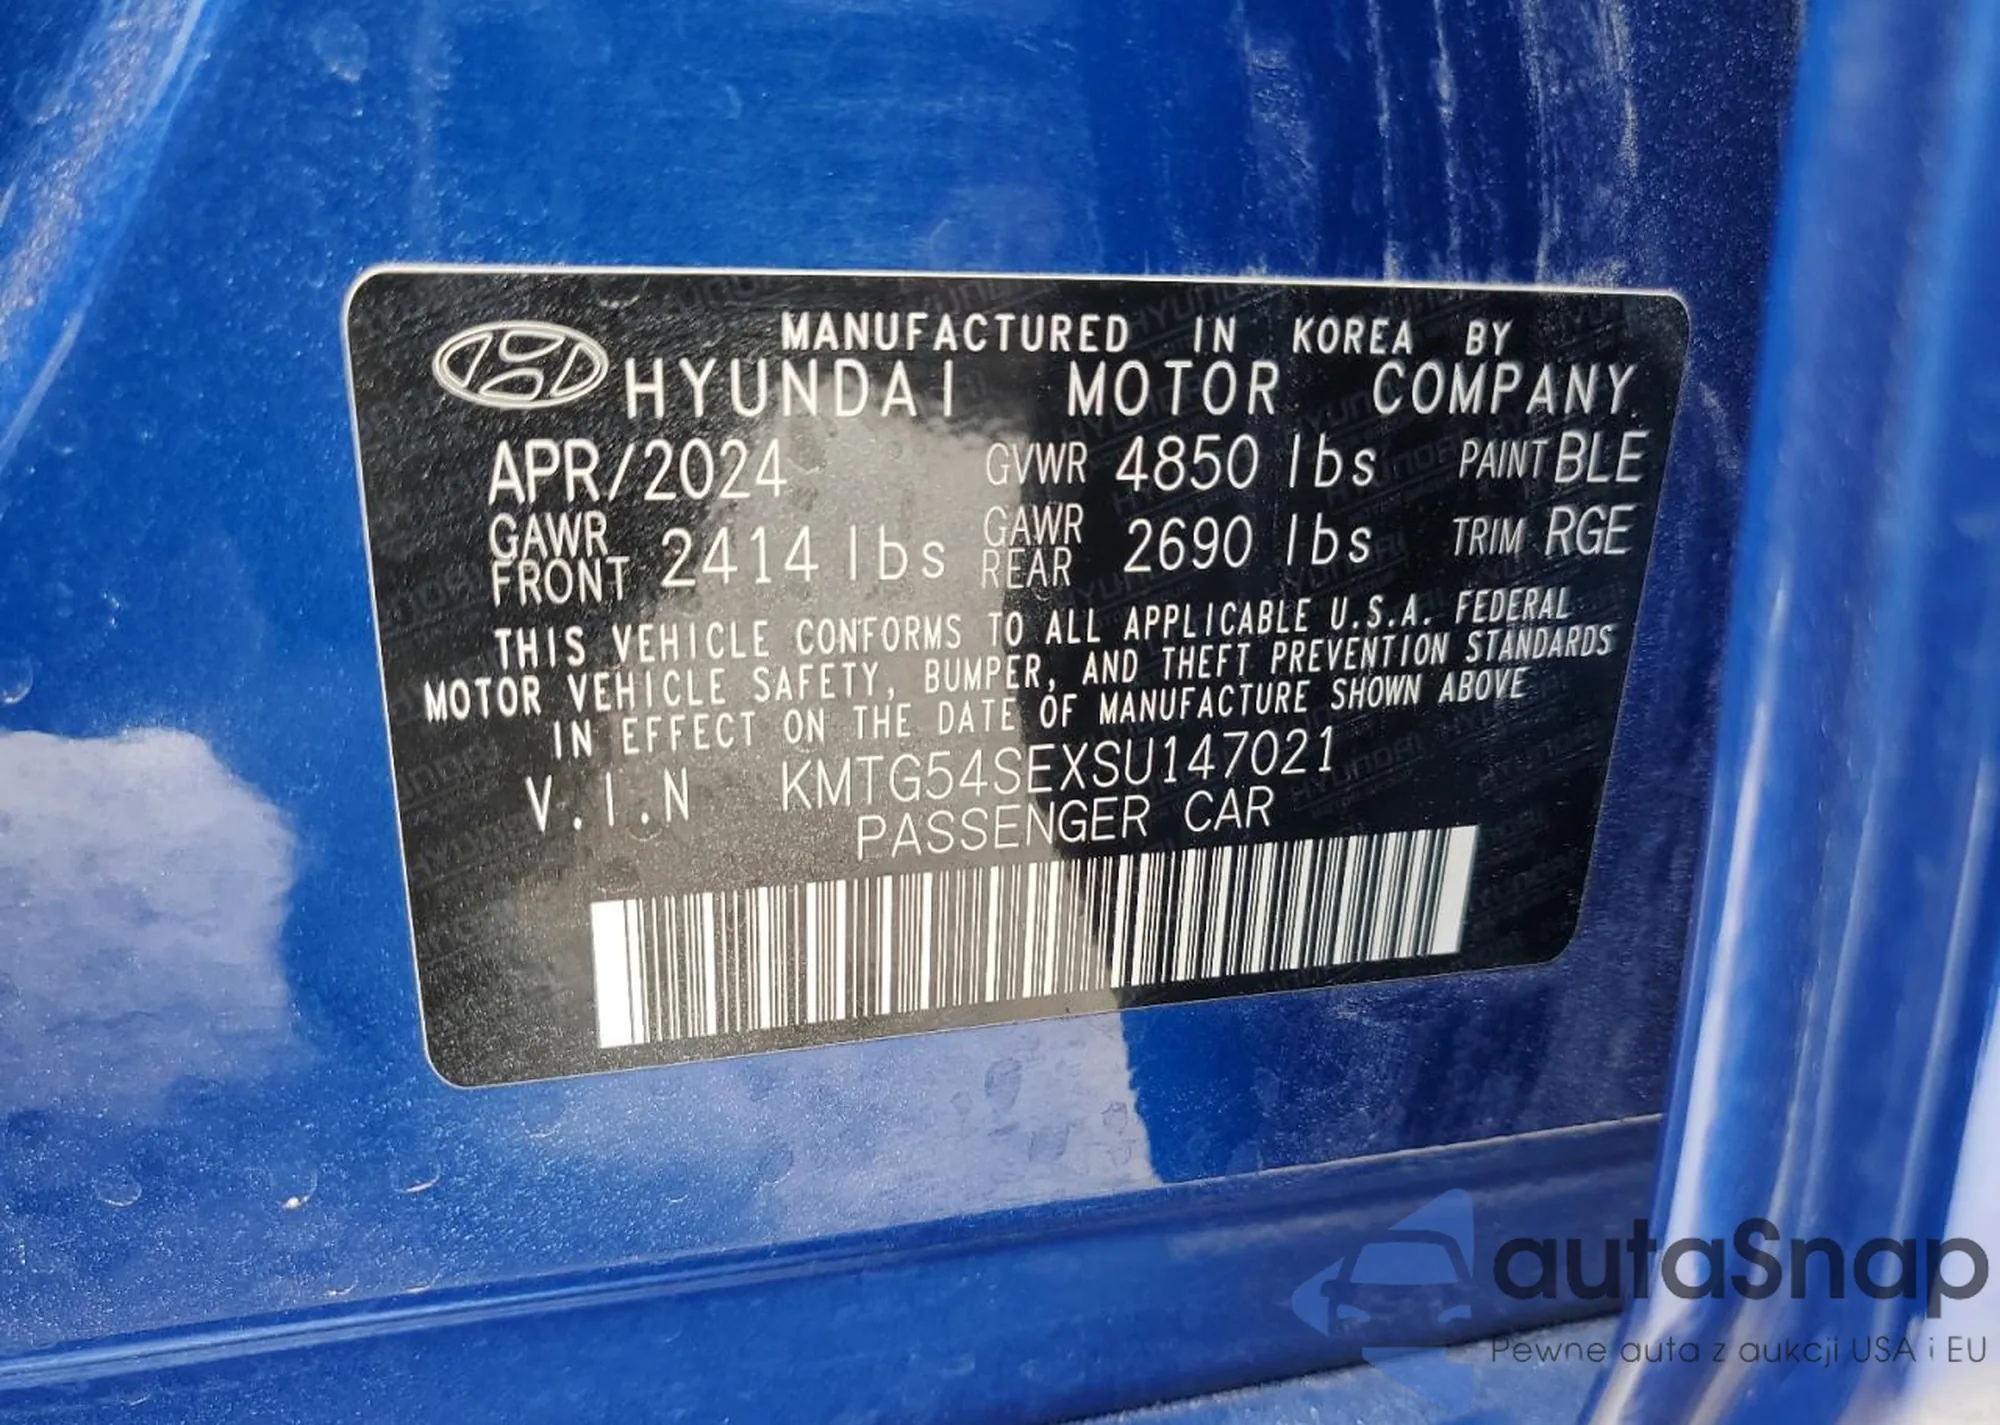 MANUFACTURED IN KOREA BY
HYUNDAI MOTOR COMPANY
APR/2024 GVWR 4850 lbs PAINT BLE
GAWR FRONT 2414 lbs GAWR REAR 2690 lbs TRIM RGE
THIS VEHICLE CONFORMS TO ALL APPLICABLE U.S.A. FEDERAL
MOTOR VEHICLE SAFETY, BUMPER, AND THEFT PREVENTION STANDARDS
IN EFFECT ON THE DATE OF MANUFACTURE SHOWN ABOVE
V.I.N KMTG54SEXSU147021
PASSENGER CAR
autaSnap
Pewne auta z aukcji USA i EU